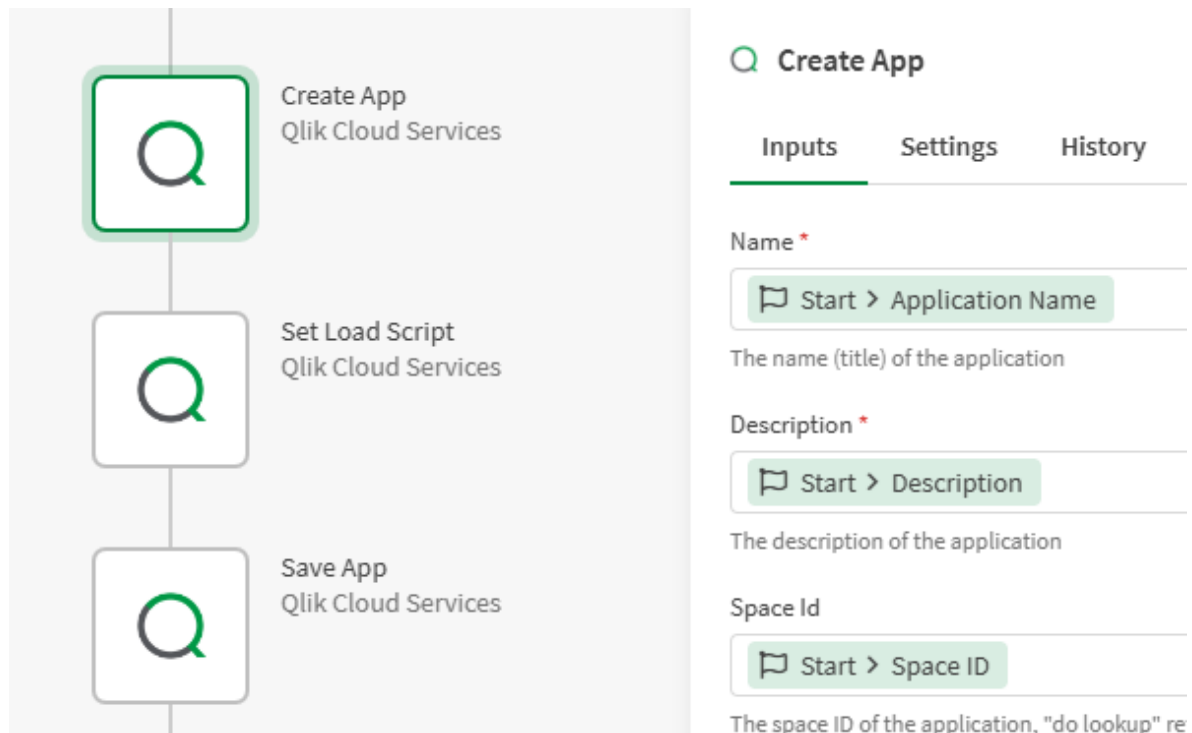 Create App
Qlik Cloud Services
Set Load Script
Qlik Cloud Services
Save App
Qlik Cloud Services
Create App
Inputs Settings History
Name *
Start > Application Name
The name (title) of the application
Description *
Start > Description
The description of the application
Space Id
Start > Space ID
The space ID of the application, "do lookup"